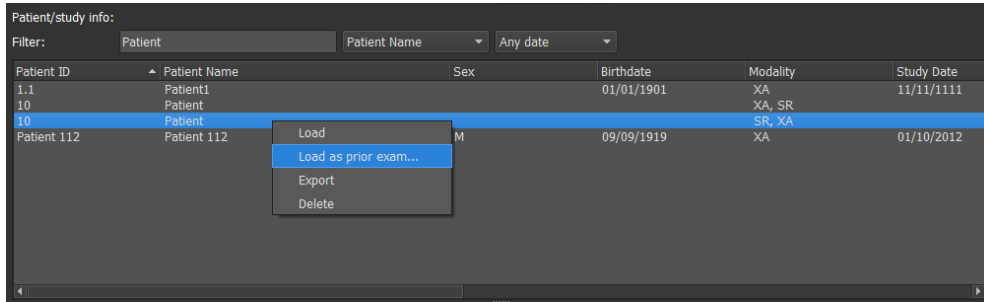 Patient/study info:
Filter: Patient Patient Name Any date
Patient ID Patient Name Sex Birthdate Modality Study Date
1.1 Patient1 01/01/1901 XA 11/11/1111
10 Patient XA, SR
10 Patient SR, XA
Patient 112 Patient 112 M 09/09/1919 XA 01/10/2012
Load
Load as prior exam...
Export
Delete